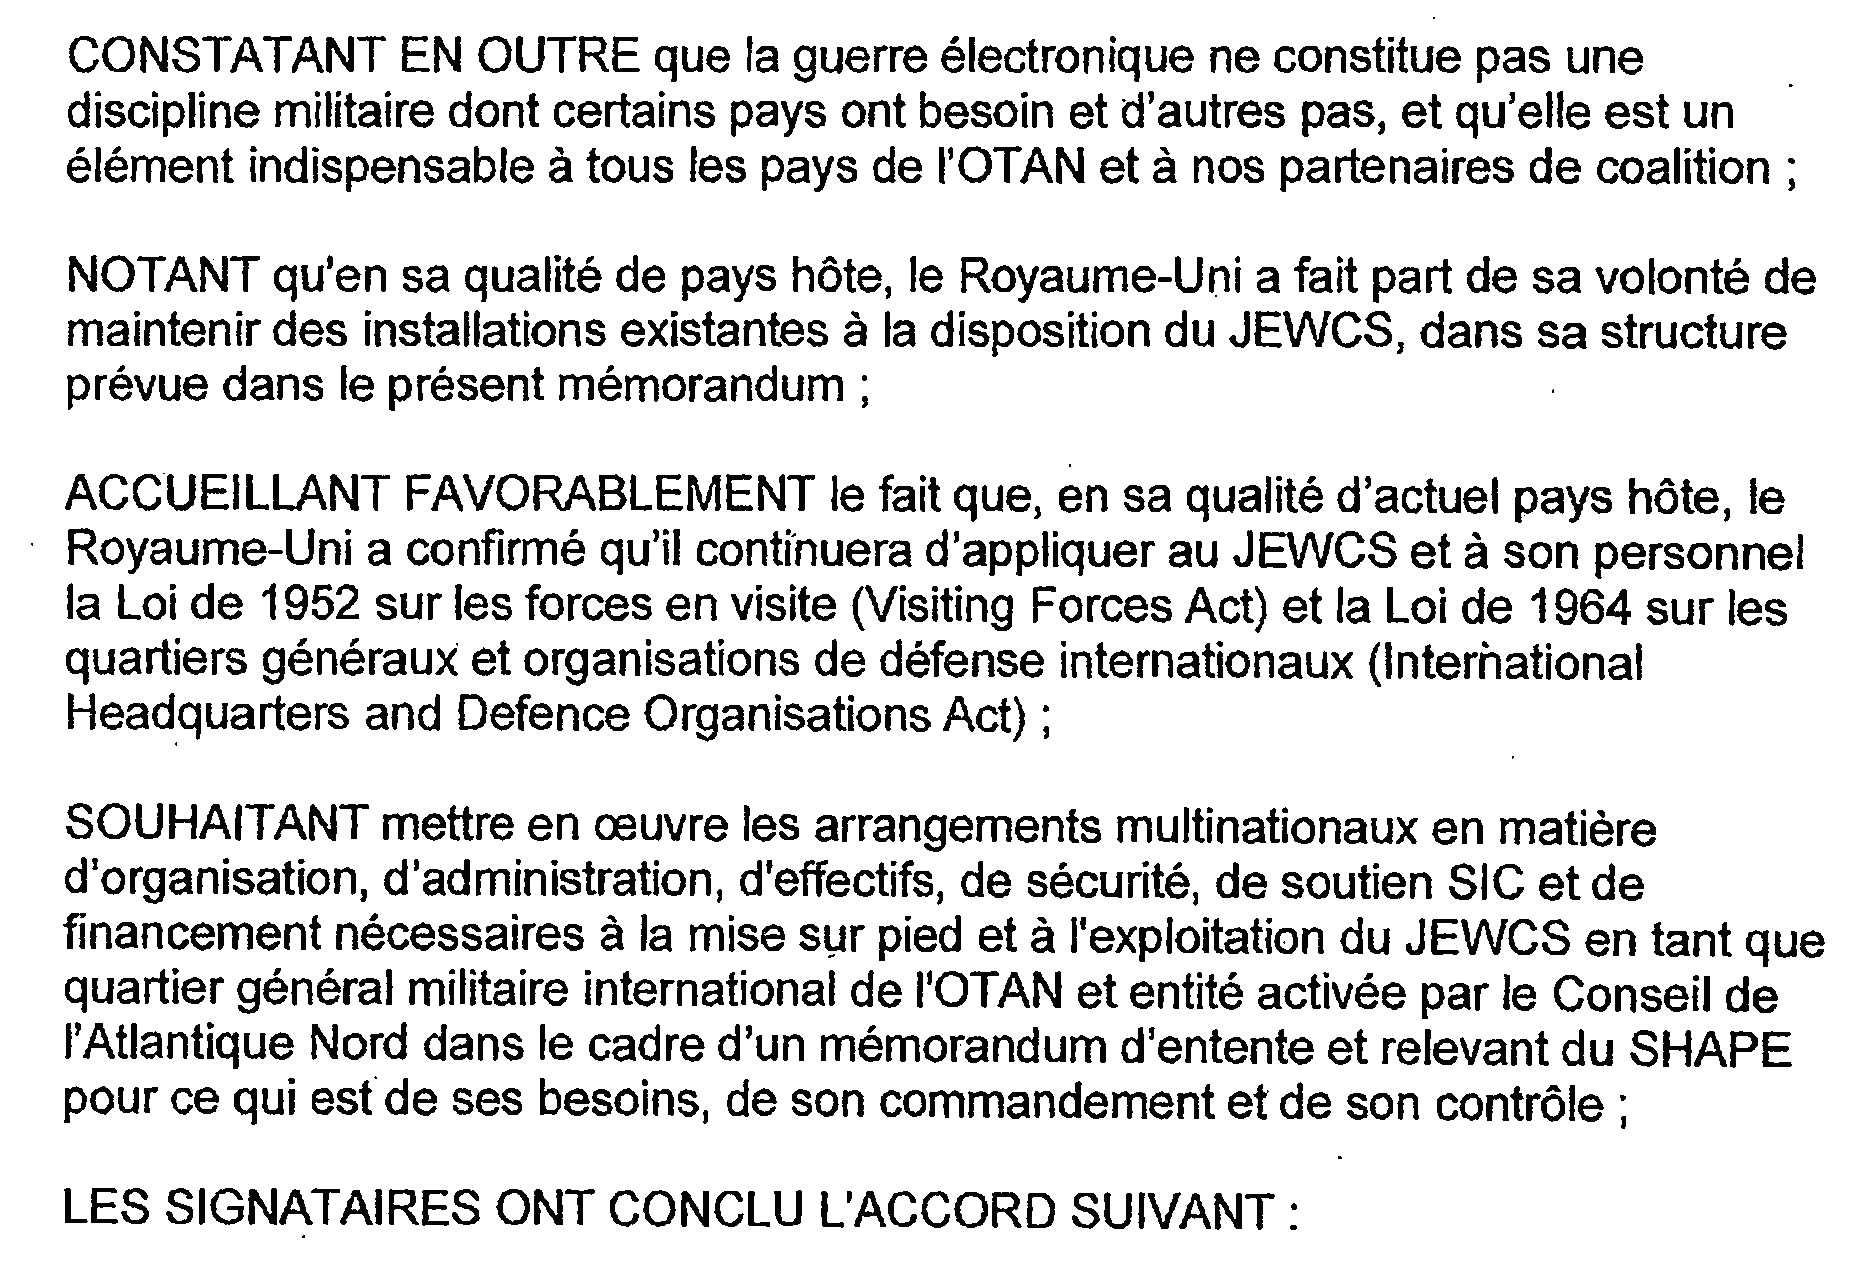 CONSTATANT EN OUTRE que la guerre électronique ne constitue pas une
discipline militaire dont certains pays ont besoin et d'autres pas, et qu'elle est un
élément indispensable à tous les pays de l'OTAN et à nos partenaires de coalition ;
NOTANT qu'en sa qualité de pays hôte, le Royaume-Uni a fait part de sa volonté de
maintenir des installations existantes à la disposition du JEWCS, dans sa structure
prévue dans le présent mémorandum ;
ACCUEILLANT FAVORABLEMENT le fait que, en sa qualité d'actuel pays hôte, le
Royaume-Uni a confirmé qu'il continuera d'appliquer au JEWCS et à son personnel
la Loi de 1952 sur les forces en visite (Visiting Forces Act) et la Loi de 1964 sur les
quartiers généraux et organisations de défense internationaux (International
Headquarters and Defence Organisations Act) ;
SOUHAITANT mettre en œuvre les arrangements multinationaux en matière
d'organisation, d'administration, d'effectifs, de sécurité, de soutien SIC et de
financement nécessaires à la mise sur pied et à l'exploitation du JEWCS en tant que
quartier général militaire international de l'OTAN et entité activée par le Conseil de
l'Atlantique Nord dans le cadre d'un mémorandum d'entente et relevant du SHAPE
pour ce qui est de ses besoins, de son commandement et de son contrôle ;
LES SIGNATAIRES ONT CONCLU L'ACCORD SUIVANT :